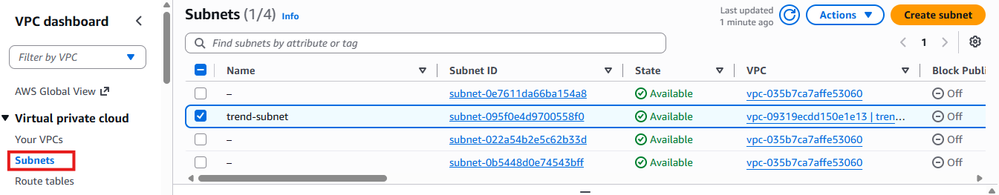 VPC dashboard
Filter by VPC
AWS Global View
Virtual private cloud
Your VPCs
Subnets
Route tables
Subnets (1/4) Info
Last updated
1 minute ago
Actions
Create subnet
Find subnets by attribute or tag
1
Name Subnet ID State VPC Block Publi
– subnet-0e7611da66ba154a8 Available vpc-035b7ca7affe53060 Off
trend-subnet subnet-095f0e4d9700558f0 Available vpc-09319ecdd150e1e13 | tren... Off
– subnet-022a54b2e5c62b33d Available vpc-035b7ca7affe53060 Off
– subnet-0b5448d0e74543bff Available vpc-035b7ca7affe53060 Off